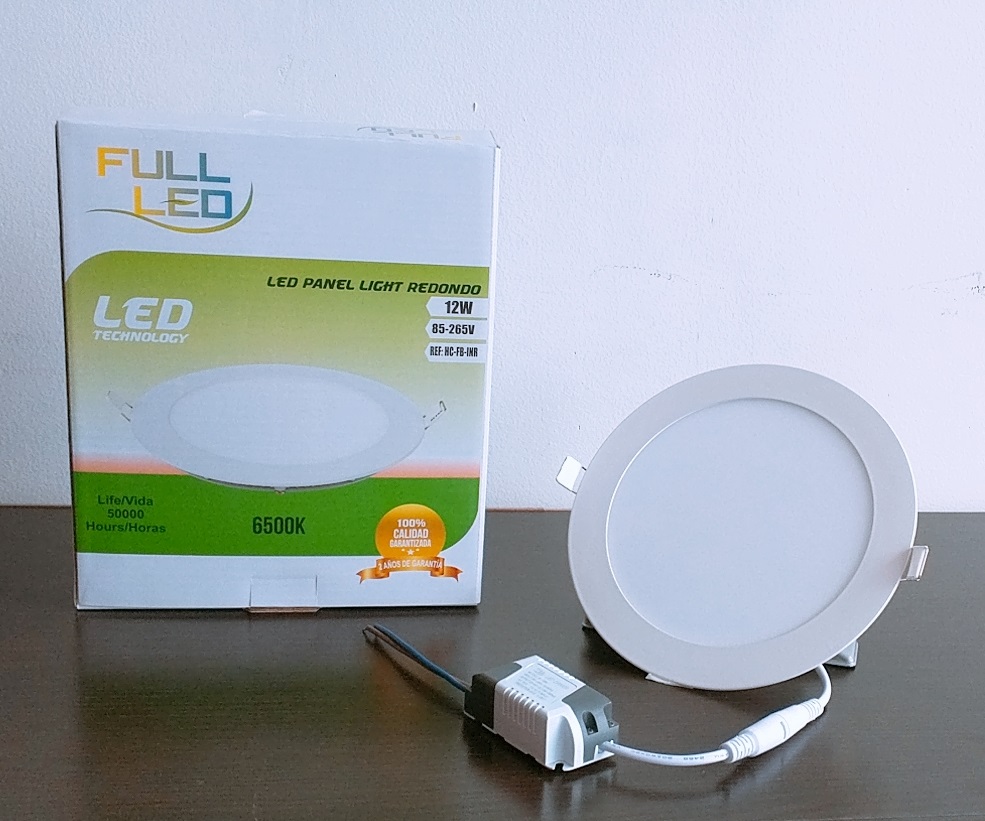 FULL
LED
LED PANEL LIGHT REDONDO
12W
85-265V
REF: HC-FB-INR
LED
TECHNOLOGY
Life/Vida
50000
Hours/Horas
6500K
100%
CALIDAD
GARANTIZADA
2 AÑOS DE GARANTÍA